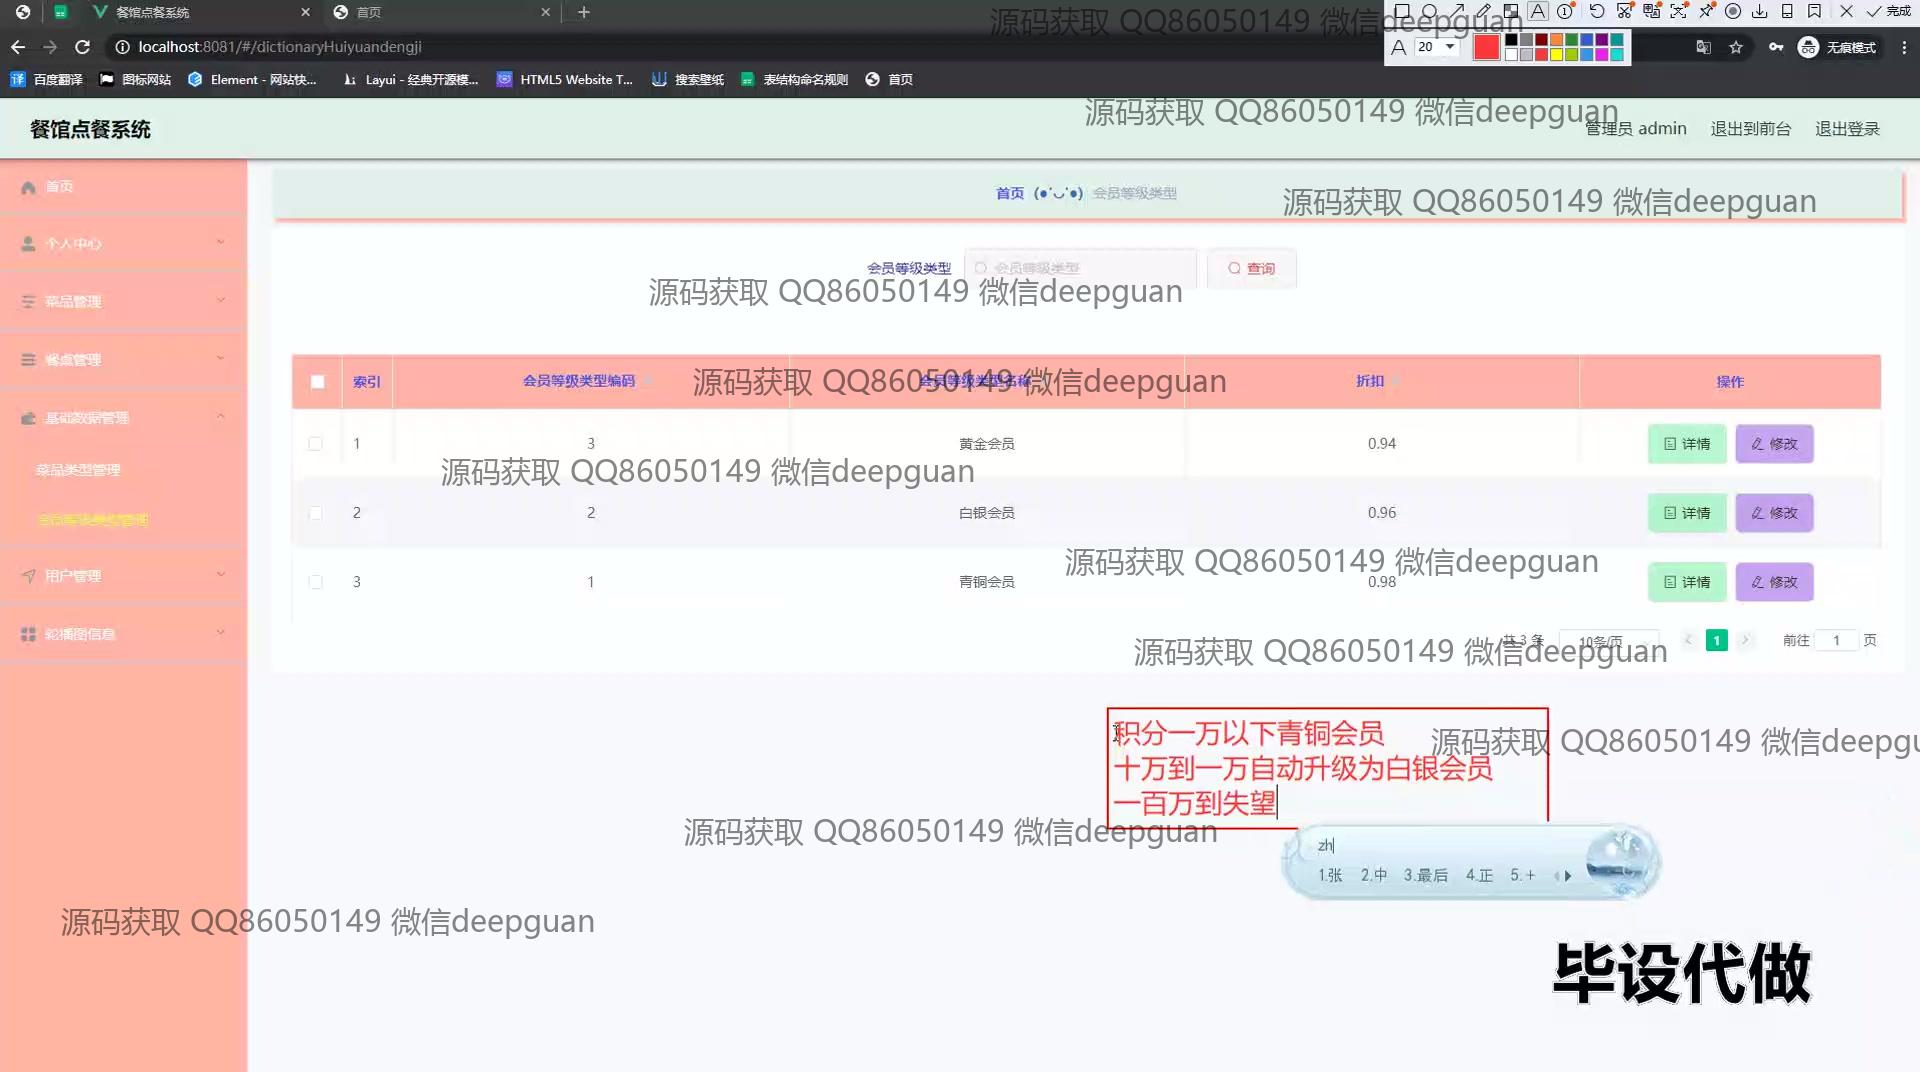 餐馆点餐系统
首页
完成
localhost:8081/#/dictionaryHuiyuandengji
A 20
无痕模式
百度翻译
图标网站
Element - 网站快...
Layui - 经典开源模...
HTML5 Website T...
搜索壁纸
表结构命名规则
首页
源码获取 QQ86050149 微信deepguan
源码获取 QQ86050149 微信deepguan
餐馆点餐系统
管理员 admin
退出到前台
退出登录
首页
首页 (●'◡'●) 会员等级类型
源码获取 QQ86050149 微信deepguan
个人中心
会员等级类型
会员等级类型
查询
源码获取 QQ86050149 微信deepguan
菜品管理
餐桌管理
索引
会员等级类型编码
会员等级类型名称
折扣
操作
源码获取 QQ86050149 微信deepguan
基础数据管理
1
3
黄金会员
0.94
详情
修改
菜品类型管理
源码获取 QQ86050149 微信deepguan
会员等级类型管理
2
2
白银会员
0.96
详情
修改
用户管理
源码获取 QQ86050149 微信deepguan
3
1
青铜会员
0.98
详情
修改
轮播图信息
共 3 条
10条/页
1
前往 1 页
源码获取 QQ86050149 微信deepguan
积分一万以下青铜会员
十万到一万自动升级为白银会员
一百万到失望
源码获取 QQ86050149 微信deepgu
源码获取 QQ86050149 微信deepguan
zh
1.张 2.中 3.最后 4.正 5.+
源码获取 QQ86050149 微信deepguan
毕设代做